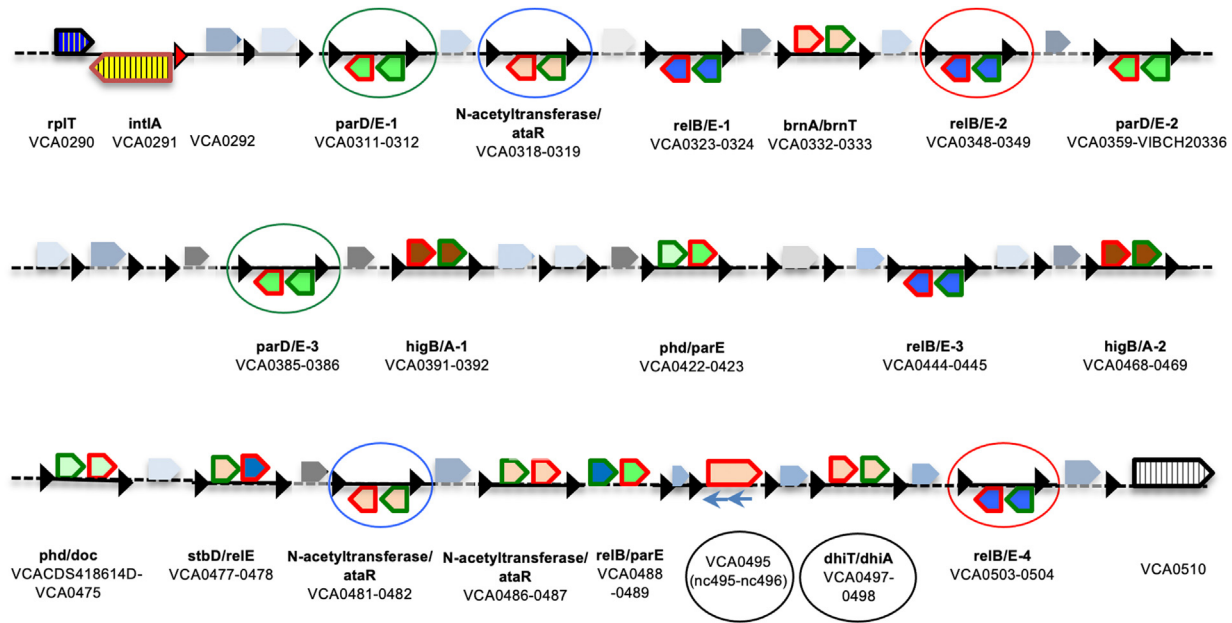 rplT
VCA0290
intIA
VCA0291
VCA0292
parD/E-1
VCA0311-0312
N-acetyltransferase/
ataR
VCA0318-0319
relB/E-1
VCA0323-0324
brnA/brnT
VCA0332-0333
relB/E-2
VCA0348-0349
parD/E-2
VCA0359-VIBCH20336
parD/E-3
VCA0385-0386
higB/A-1
VCA0391-0392
phd/parE
VCA0422-0423
relB/E-3
VCA0444-0445
higB/A-2
VCA0468-0469
phd/doc
VCACDS418614D-
VCA0475
stbD/relE
VCA0477-0478
N-acetyltransferase/
ataR
VCA0481-0482
N-acetyltransferase/
ataR
VCA0486-0487
relB/parE
VCA0488
-0489
VCA0495
(nc495-nc496)
dhiT/dhiA
VCA0497-
0498
relB/E-4
VCA0503-0504
VCA0510